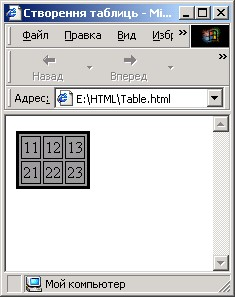 Створення таблиць - Mi...
Файл Правка Вид Избр »
Назад Вперед »
Адрес: E:\HTML\Table.html
11 12 13
21 22 23
Мой компьютер